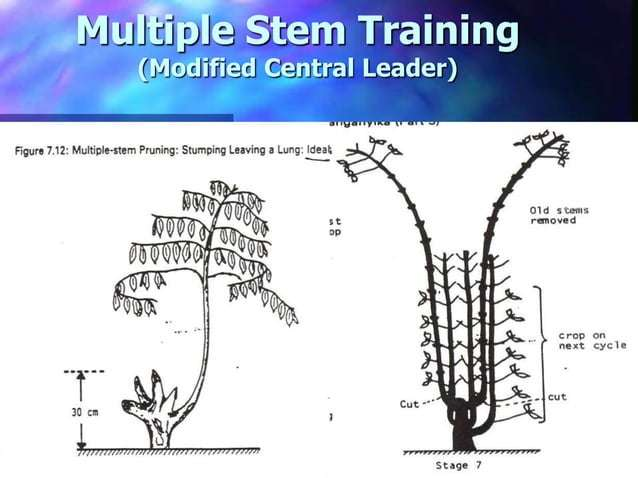 Multiple Stem Training
(Modified Central Leader)
Figure 7.12: Multiple-stem Pruning: Stumping Leaving a Lung: Ideal
Old stems
removed
crop on
next cycle
30 cm
Cut
cut
Stage 7